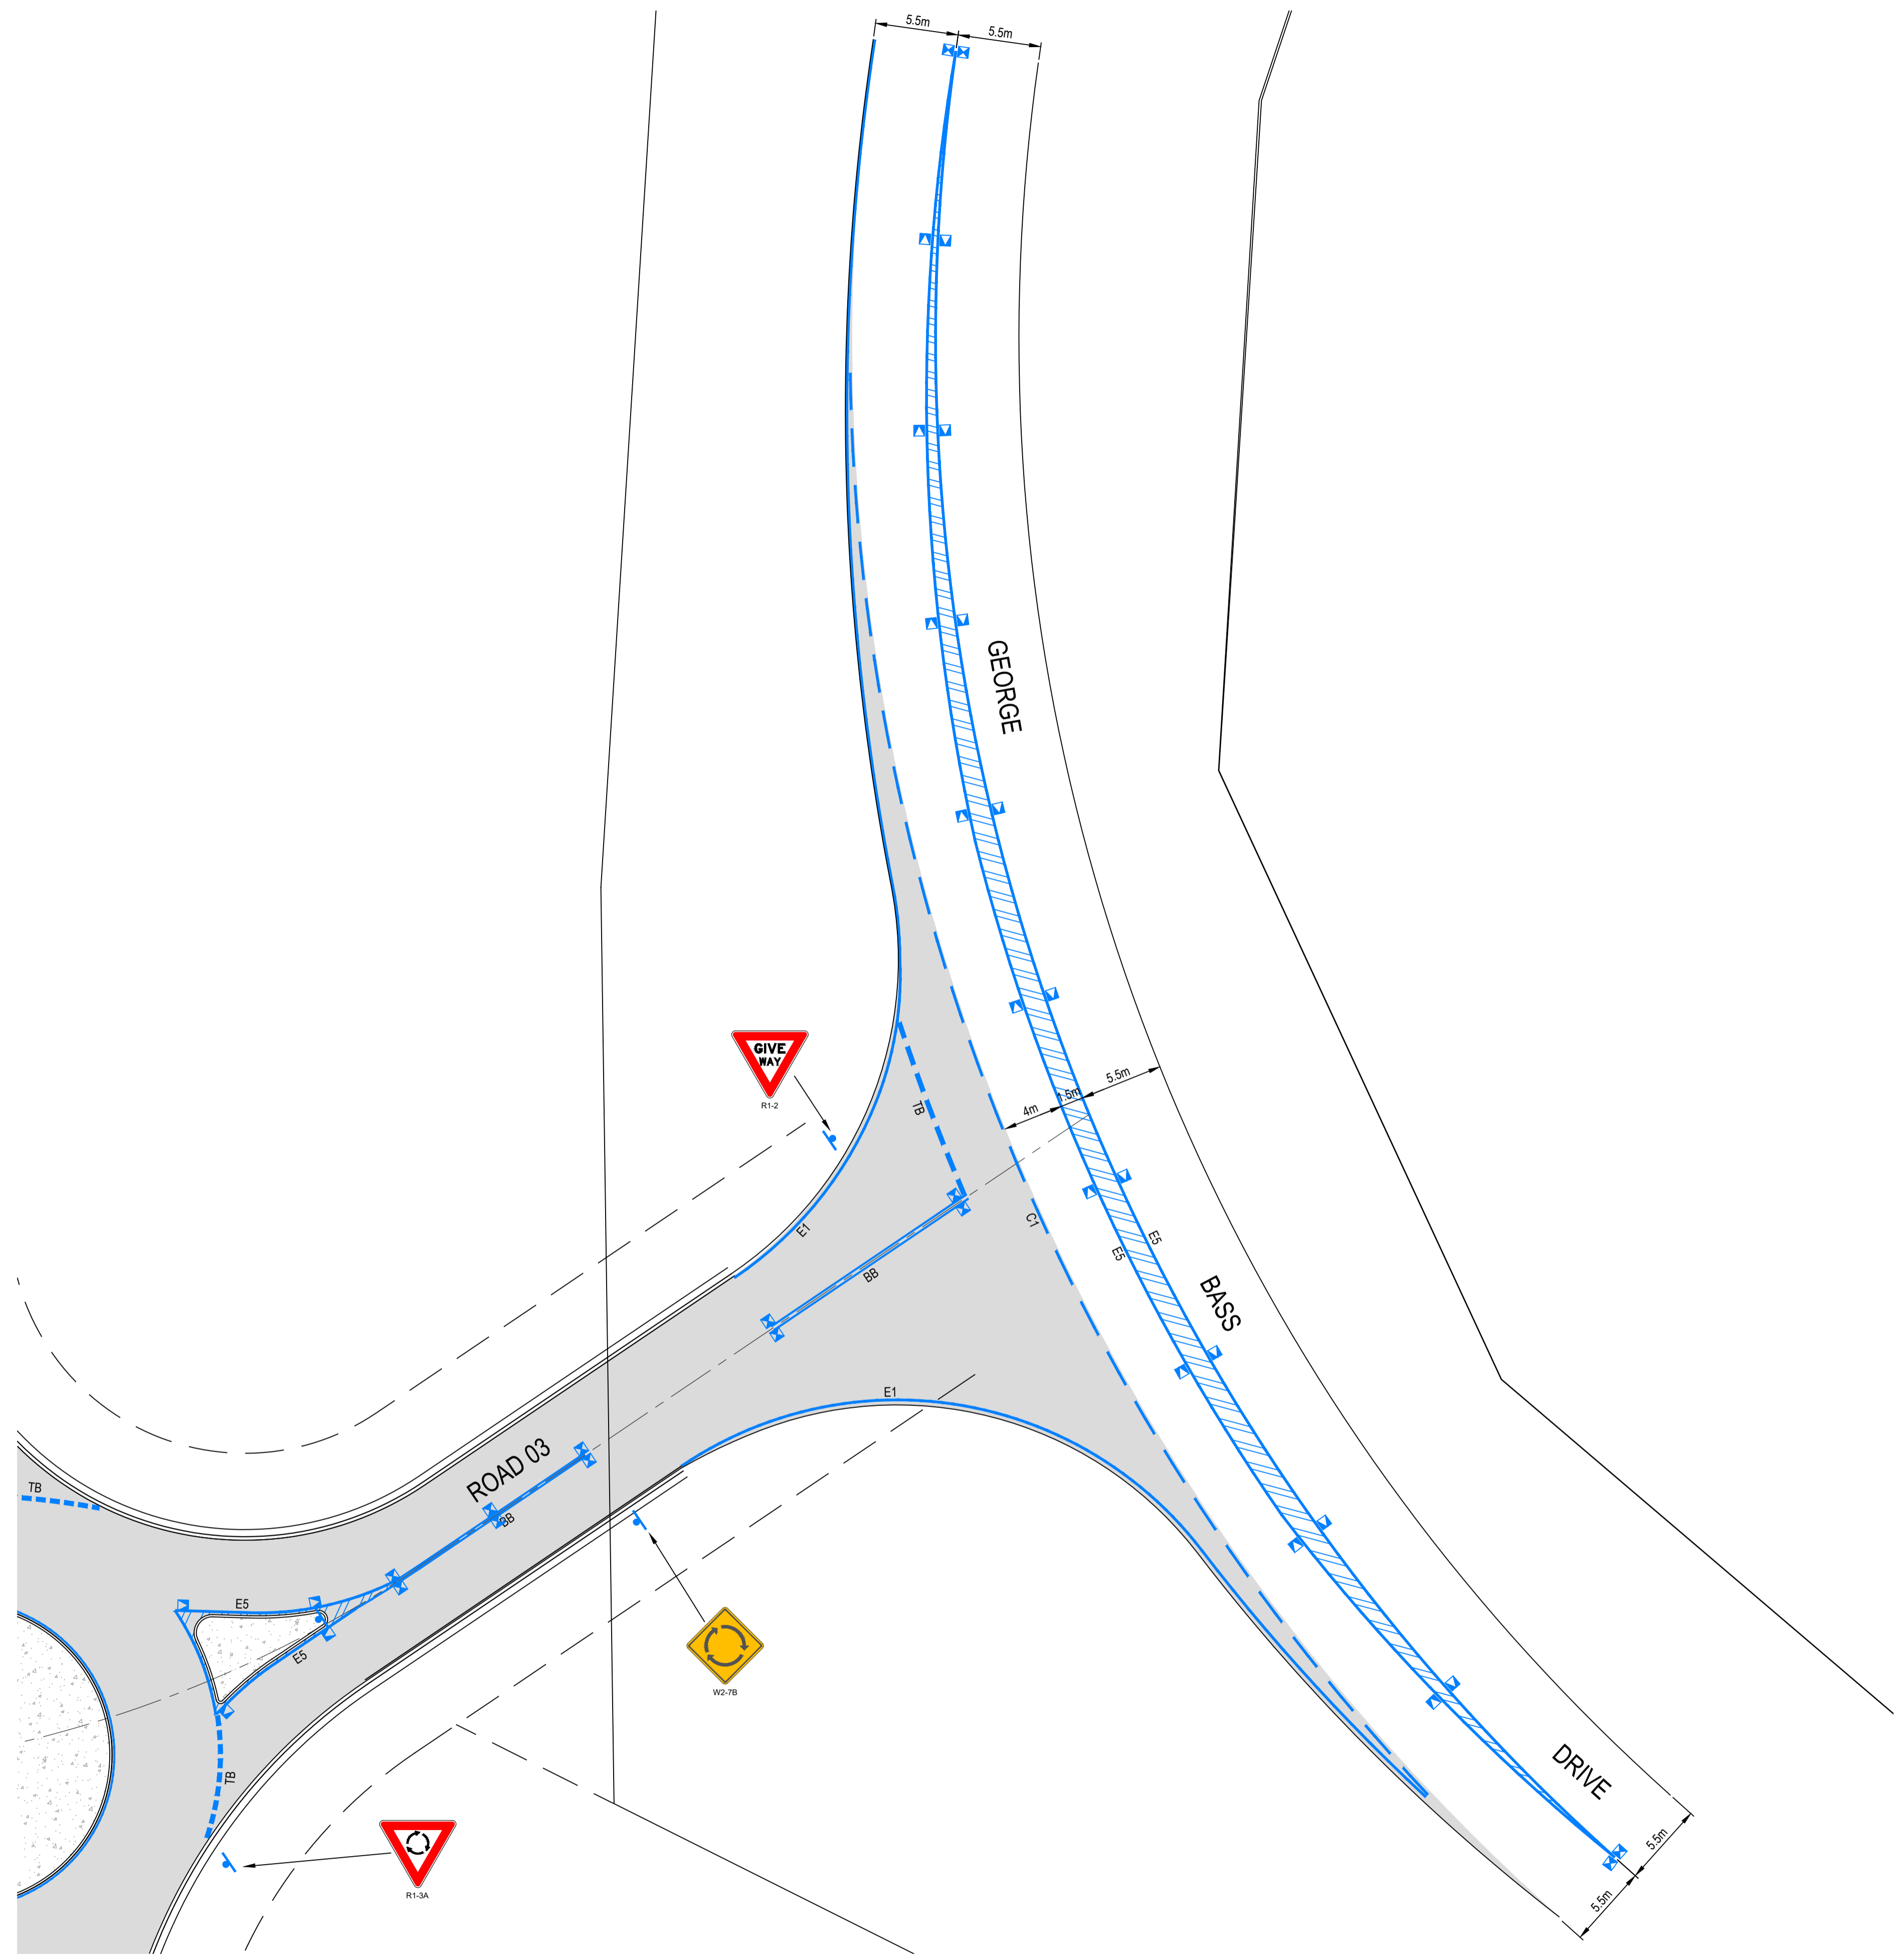 5.5m
5.5m
GEORGE
GIVE
WAY
R1-2
TB
5.5m
1.5m
4m
E1
C1
E5
E5
BB
BASS
E1
ROAD 03
TB
BB
E5
E5
W2-7B
DRIVE
TB
R1-3A
5.5m
5.5m